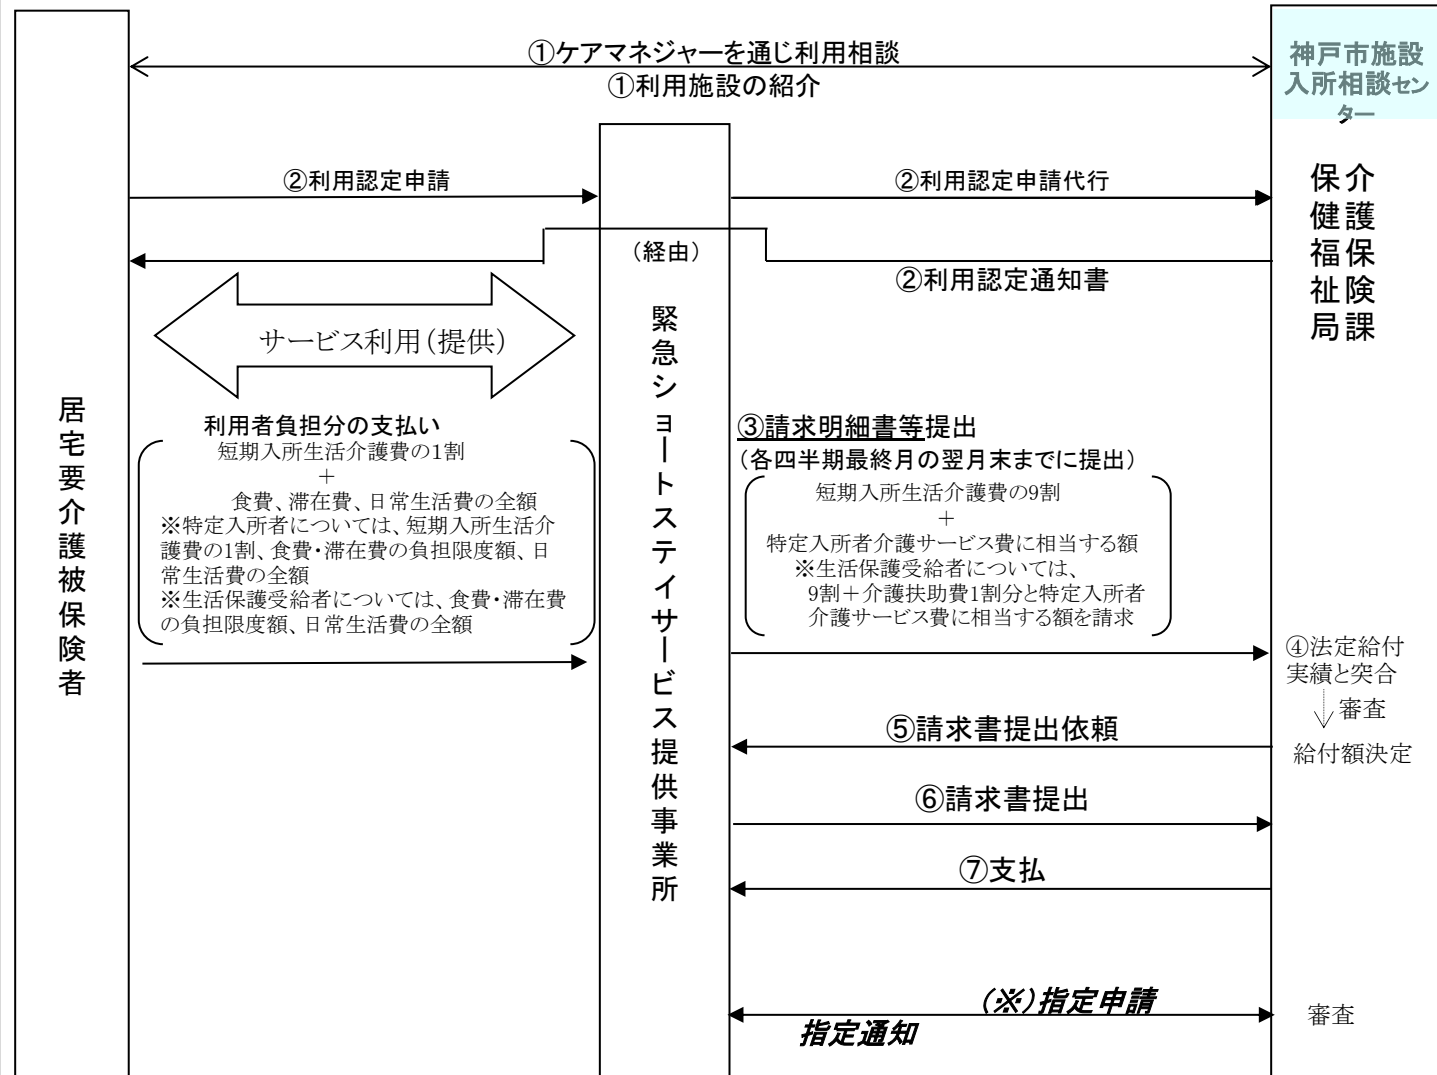 ①ケアマネジャーを通じ利用相談
①利用施設の紹介
神戸市施設
入所相談セン
ター
②利用認定申請
②利用認定申請代行
(経由)
②利用認定通知書
介護保険課
保健福祉局
サービス利用(提供)
緊急ショートステイサービス提供事業所
居宅要介護被保険者
利用者負担分の支払い
短期入所生活介護費の1割
+
食費、滞在費、日常生活費の全額
※特定入所者については、短期入所生活介
護費の1割、食費・滞在費の負担限度額、日
常生活費の全額
※生活保護受給者については、食費・滞在費
の負担限度額、日常生活費の全額
③請求明細書等提出
(各四半期最終月の翌月末までに提出)
短期入所生活介護費の9割
+
特定入所者介護サービス費に相当する額
※生活保護受給者については、
9割+介護扶助費1割分と特定入所者
介護サービス費に相当する額を請求
④法定給付
実績と突合
審査
給付額決定
⑤請求書提出依頼
⑥請求書提出
⑦支払
(※)指定申請
指定通知
審査